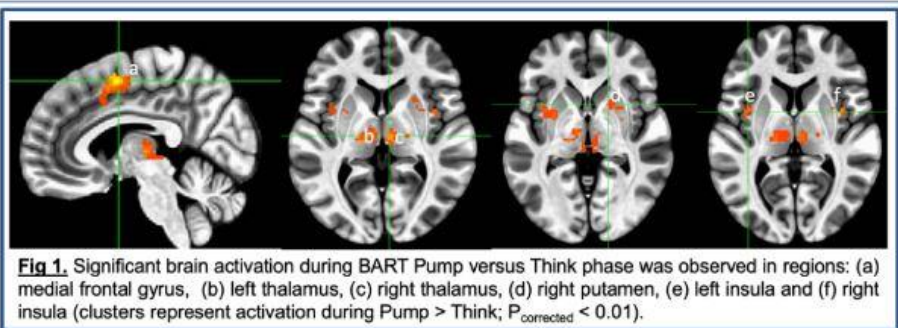 a
b c
d
e f
Fig 1. Significant brain activation during BART Pump versus Think phase was observed in regions: (a)
medial frontal gyrus, (b) left thalamus, (c) right thalamus, (d) right putamen, (e) left insula and (f) right
insula (clusters represent activation during Pump > Think; Pcorrected < 0.01).